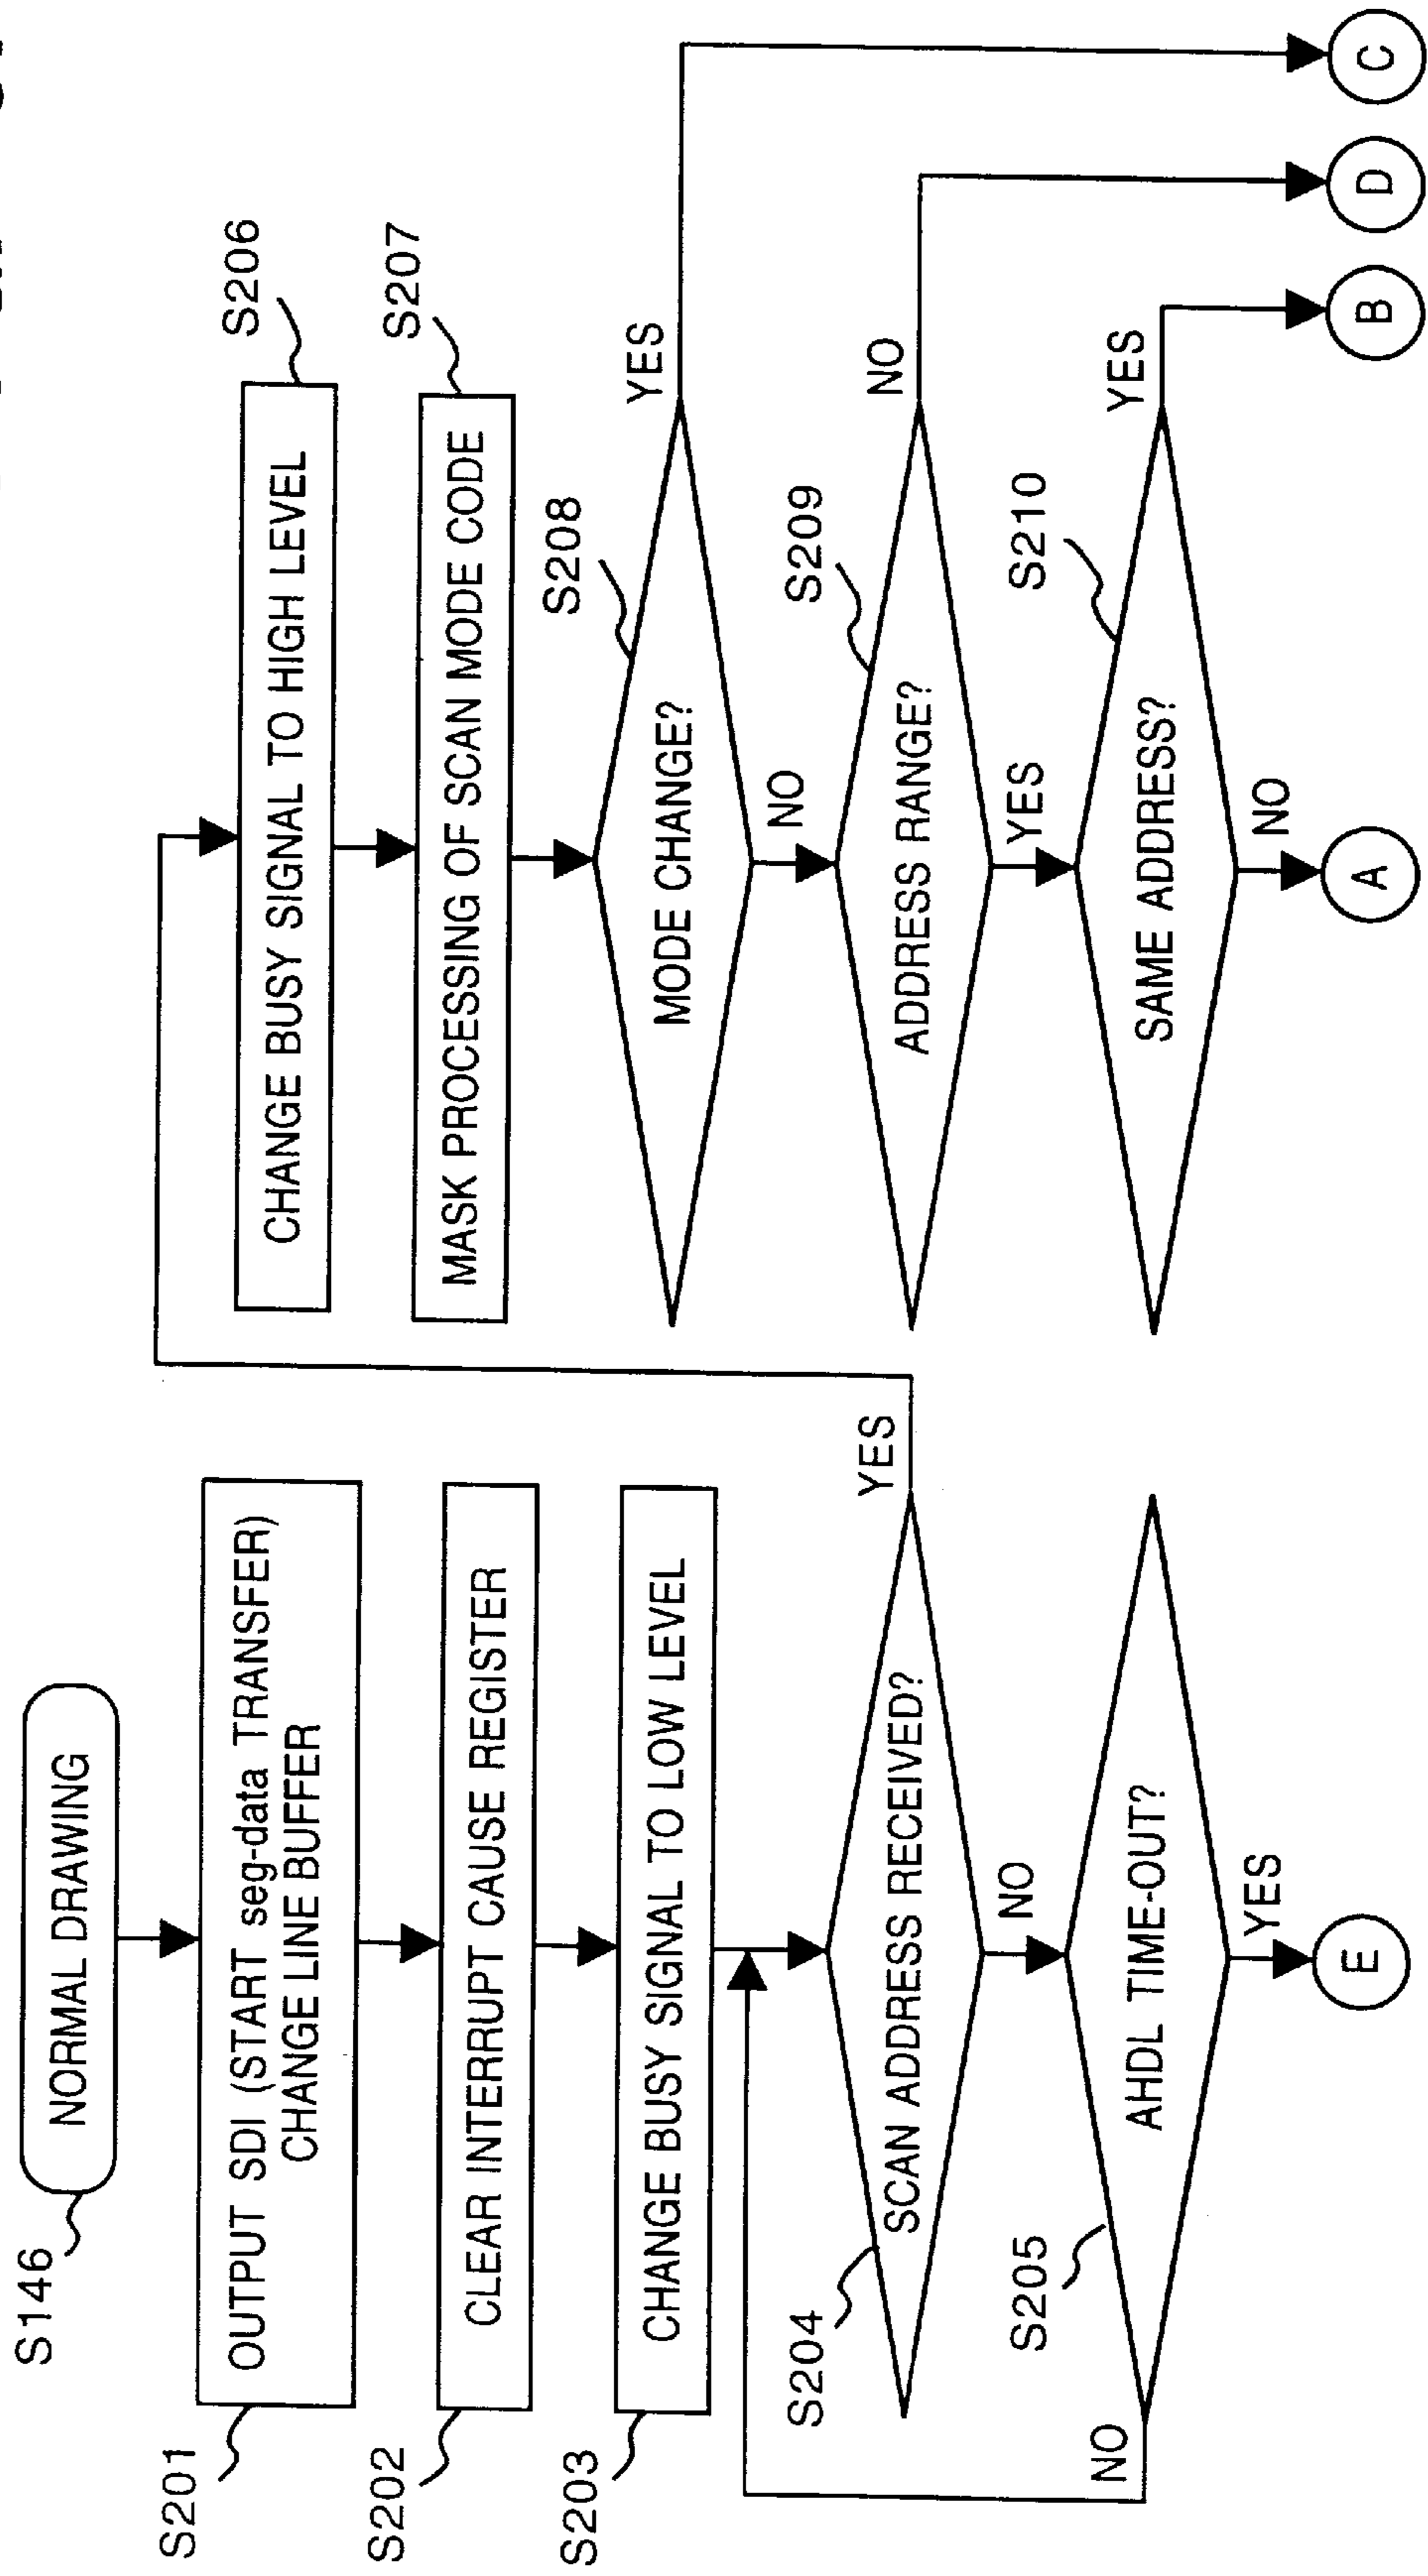 S146
NORMAL DRAWING
S201
OUTPUT SDI (START seg-data TRANSFER)
CHANGE LINE BUFFER
S202
CLEAR INTERRUPT CAUSE REGISTER
S203
CHANGE BUSY SIGNAL TO LOW LEVEL
S204
SCAN ADDRESS RECEIVED?
YES
NO
S205
AHDL TIME-OUT?
NO
YES
E
S206
CHANGE BUSY SIGNAL TO HIGH LEVEL
S207
MASK PROCESSING OF SCAN MODE CODE
S208
MODE CHANGE?
YES
NO
S209
ADDRESS RANGE?
NO
YES
S210
SAME ADDRESS?
YES
NO
A
B
D
C